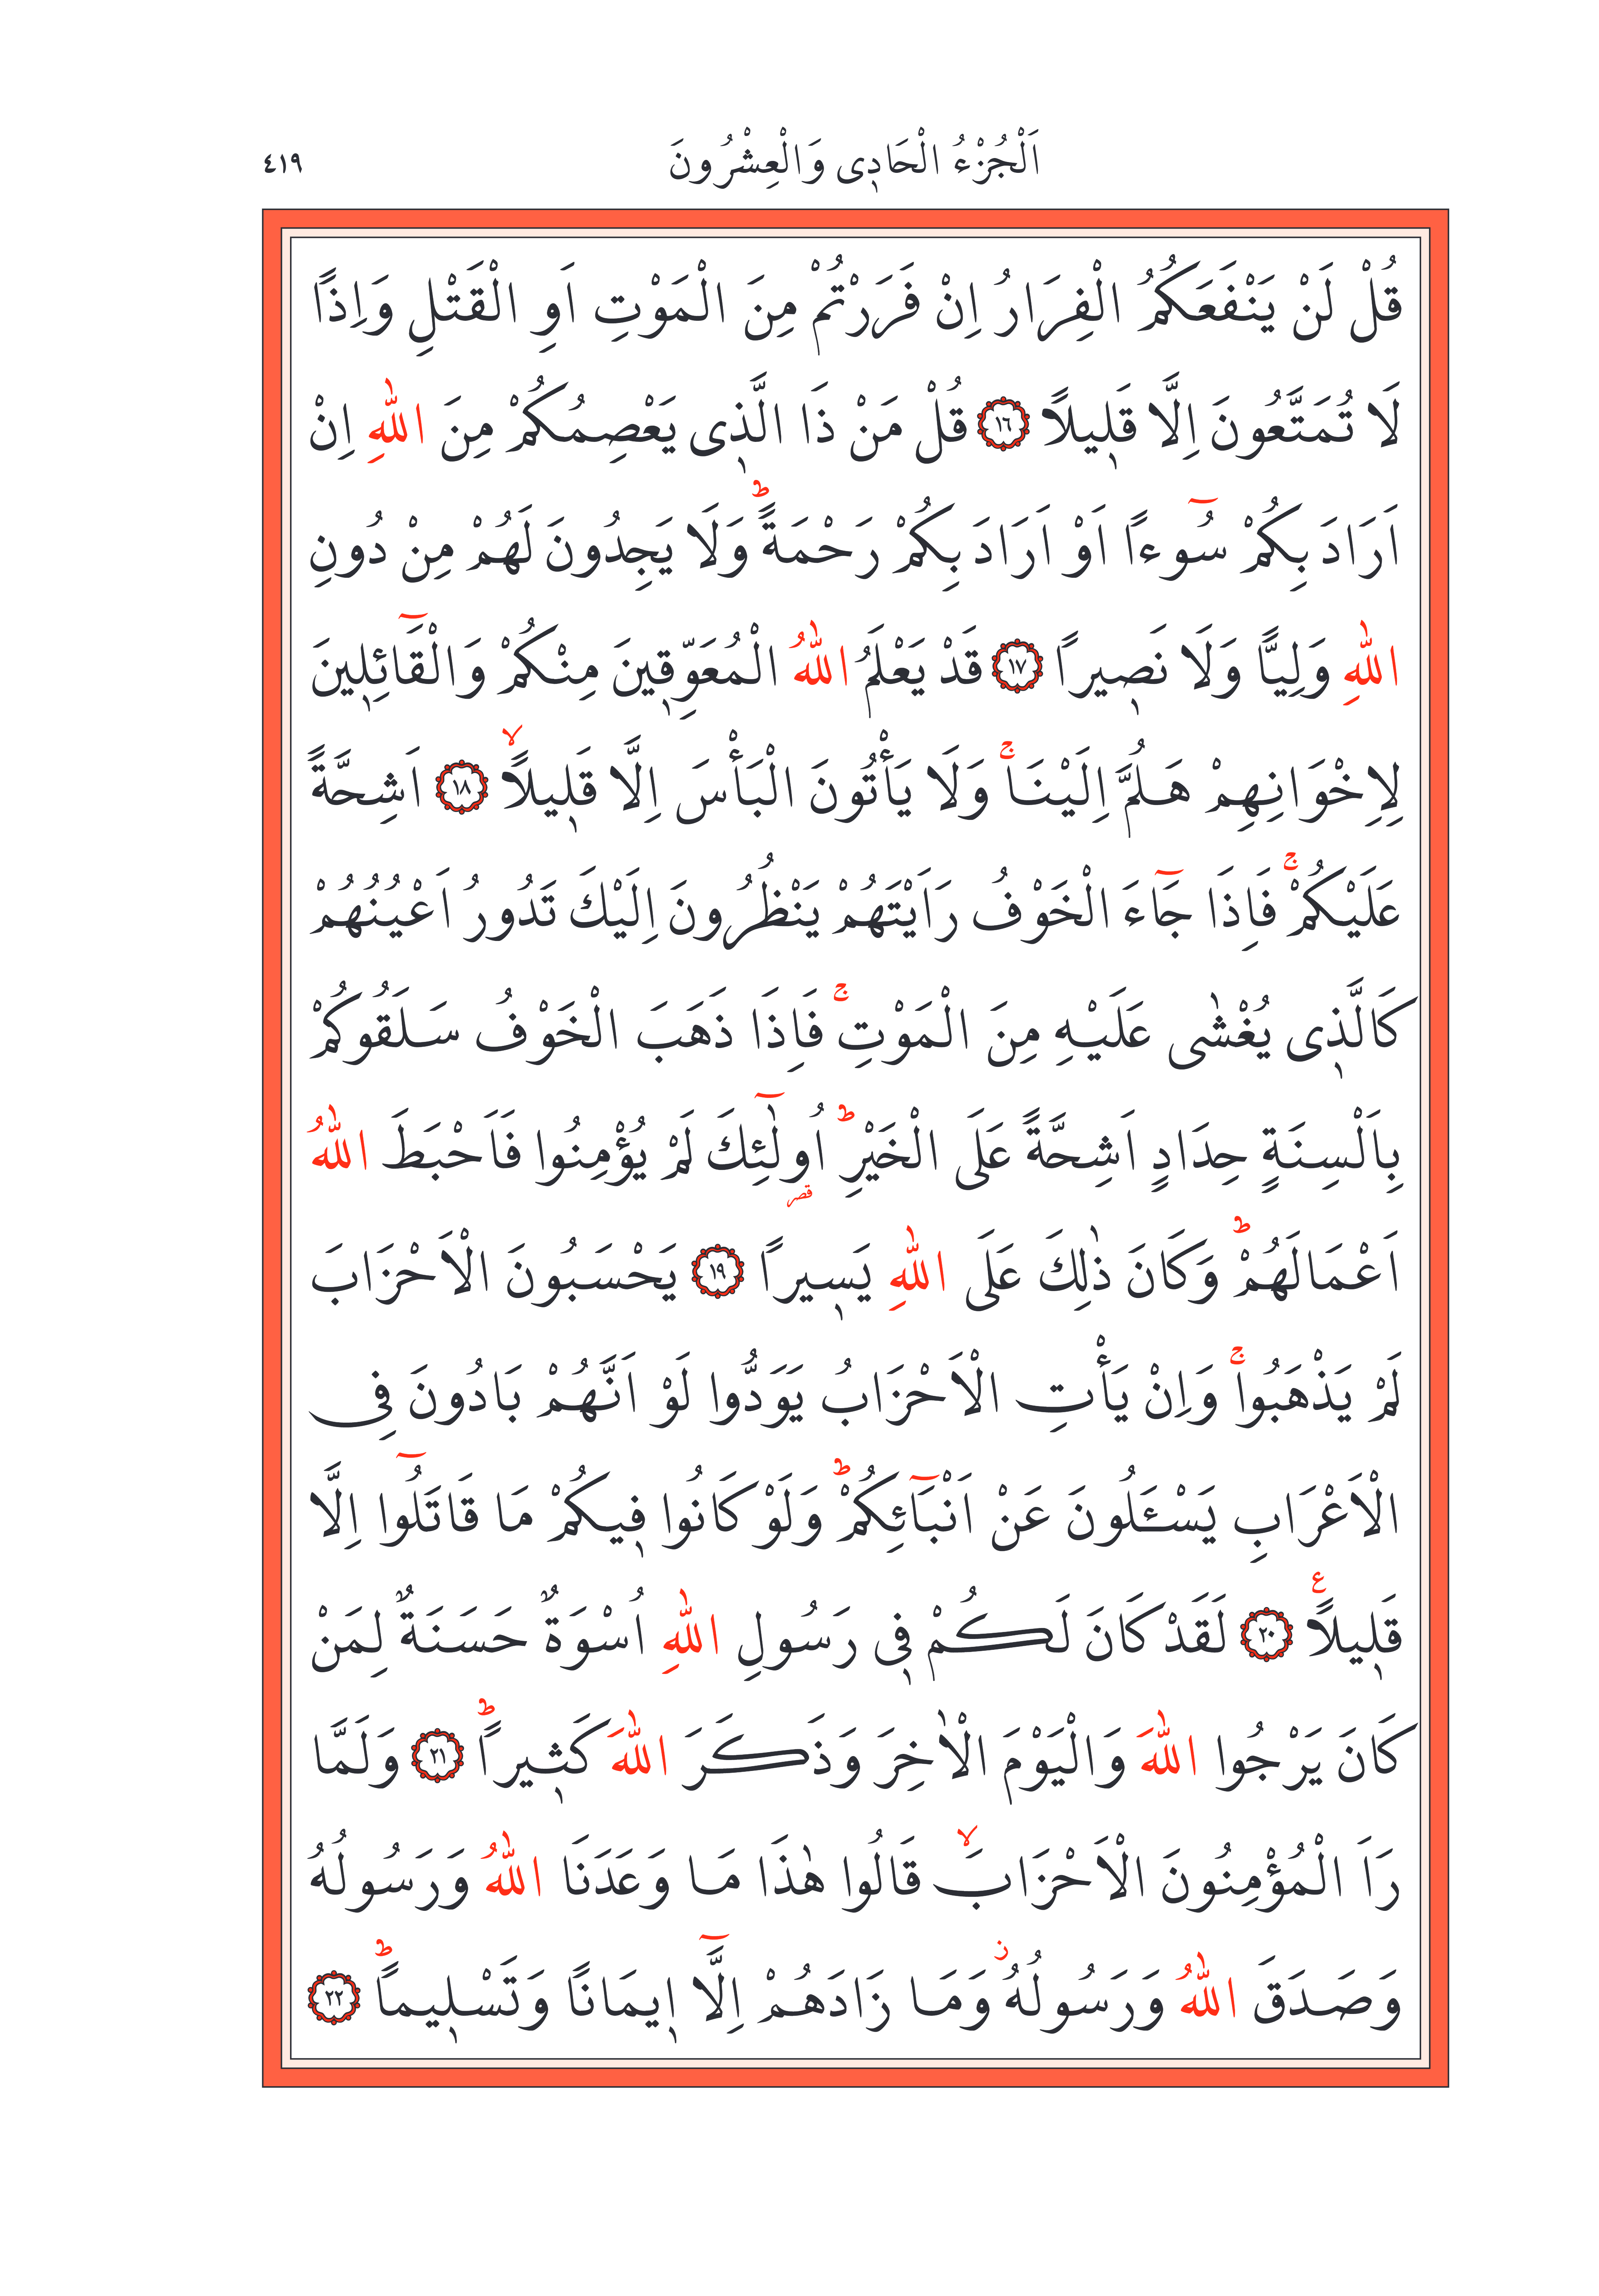 اَلْجُزْءُ الْحَادِى وَالْعِشْرُونَ
٤١٩
قُلْ لَنْ يَنْفَعَكُمُ الْفِرَارُ اِنْ فَرَرْتُمْ مِنَ الْمَوْتِ اَوِ الْقَتْلِ وَاِذًا
لَا تُمَتَّعُونَ اِلَّا قَلٖيلًا ١٦ قُلْ مَنْ ذَا الَّذٖى يَعْصِمُكُمْ مِنَ اللّٰهِ اِنْ
اَرَادَ بِكُمْ سُٓوءًا اَوْ اَرَادَ بِكُمْ رَحْمَةًؕ وَلَا يَجِدُونَ لَهُمْ مِنْ دُونِ
اللّٰهِ وَلِيًّا وَلَا نَصٖيرًا ١٧ قَدْ يَعْلَمُ اللّٰهُ الْمُعَوِّقٖينَ مِنْكُمْ وَالْقَٓائِلٖينَ
لِاِخْوَانِهِمْ هَلُمَّ اِلَيْنَاۚ وَلَا يَأْتُونَ الْبَأْسَ اِلَّا قَلٖيلًاۙ ١٨ اَشِحَّةً
عَلَيْكُمْۚ فَاِذَا جَٓاءَ الْخَوْفُ رَاَيْتَهُمْ يَنْظُرُونَ اِلَيْكَ تَدُورُ اَعْيُنُهُمْ
كَالَّذٖى يُغْشٰى عَلَيْهِ مِنَ الْمَوْتِۚ فَاِذَا ذَهَبَ الْخَوْفُ سَلَقُوكُمْ
بِاَلْسِنَةٍ حِدَادٍ اَشِحَّةً عَلَى الْخَيْرِؕ اُو۬لٰٓئِكَ لَمْ يُؤْمِنُوا فَاَحْبَطَ اللّٰهُ
قصر
اَعْمَالَهُمْؕ وَكَانَ ذٰلِكَ عَلَى اللّٰهِ يَسٖيرًا ١٩ يَحْسَبُونَ الْاَحْزَابَ
لَمْ يَذْهَبُواۚ وَاِنْ يَأْتِ الْاَحْزَابُ يَوَدُّوا لَوْ اَنَّهُمْ بَادُونَ فِى
الْاَعْرَابِ يَسْـَٔلُونَ عَنْ اَنْبَٓائِكُمْؕ وَلَوْ كَانُوا فٖيكُمْ مَا قَاتَلُٓوا اِلَّا
قَلٖيلًا ع ٢٠ لَقَدْ كَانَ لَكُمْ فٖى رَسُولِ اللّٰهِ اُسْوَةٌ حَسَنَةٌ لِمَنْ
كَانَ يَرْجُوا اللّٰهَ وَالْيَوْمَ الْاٰخِرَ وَذَكَرَ اللّٰهَ كَثٖيرًاؕ ٢١ وَلَمَّا
رَاَ الْمُؤْمِنُونَ الْاَحْزَابَۙ قَالُوا هٰذَا مَا وَعَدَنَا اللّٰهُ وَرَسُولُهُ
وَصَدَقَ اللّٰهُ وَرَسُولُهُؗ وَمَا زَادَهُمْ اِلَّٓا اٖيمَانًا وَتَسْلٖيمًاؕ ٢٢